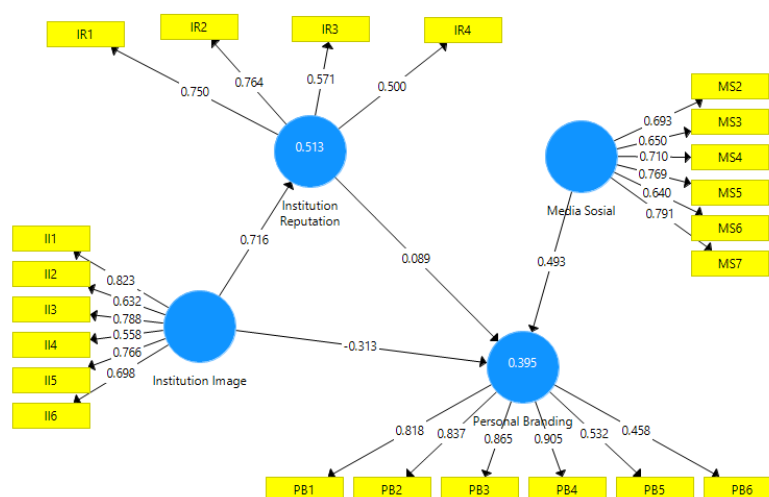 IR1
IR2
IR3
IR4
0.750
0.764
0.571
0.500
0.513
Institution
Reputation
MS2
MS3
MS4
MS5
MS6
MS7
0.693
0.650
0.710
0.769
0.640
0.791
Media Sosial
0.716
0.089
0.493
II1
II2
II3
II4
II5
II6
0.823
0.632
0.788
0.558
0.766
0.698
Institution Image
-0.313
0.395
Personal Branding
0.818
0.837
0.865
0.905
0.532
0.458
PB1
PB2
PB3
PB4
PB5
PB6